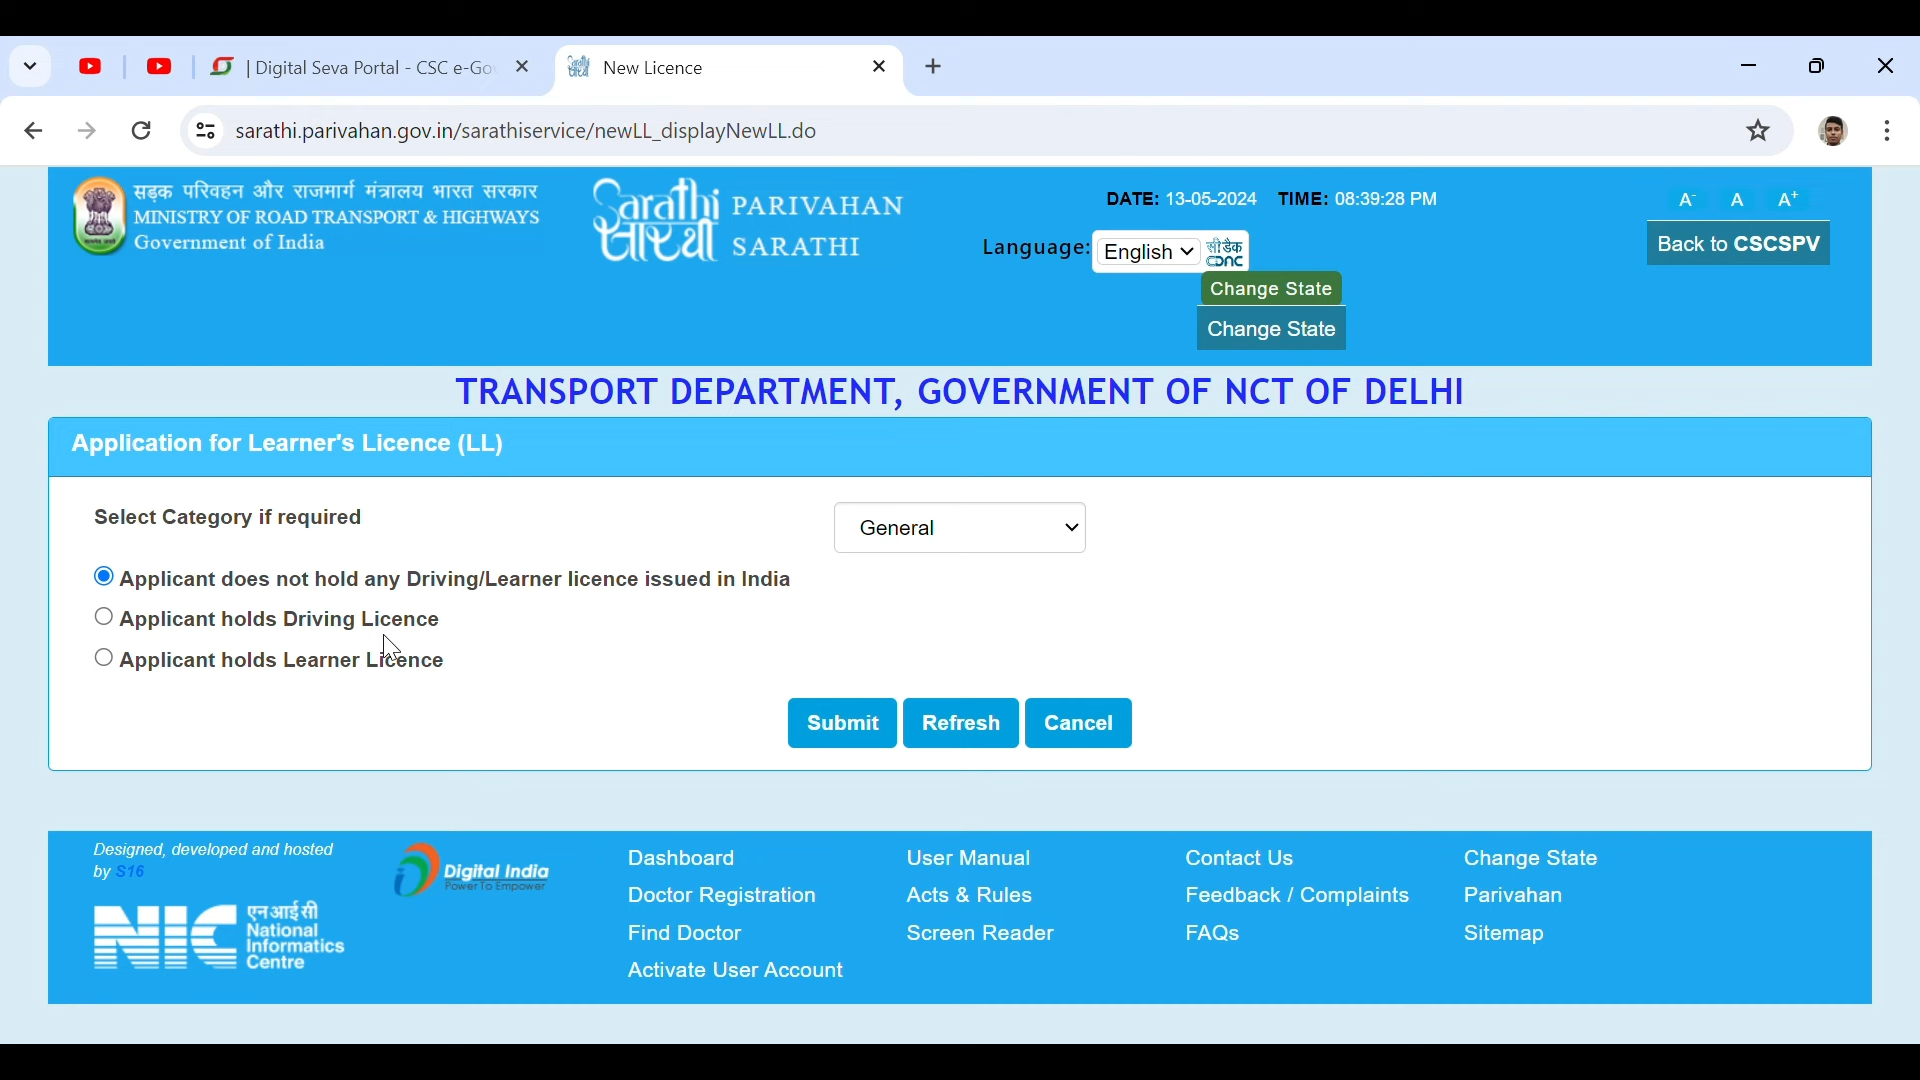 | Digital Seva Portal - CSC e-Go
New Licence
sarathi.parivahan.gov.in/sarathiservice/newLL_displayNewLL.do
सड़क परिवहन और राजमार्ग मंत्रालय भारत सरकार
MINISTRY OF ROAD TRANSPORT & HIGHWAYS
Government of India
Sarathi
सारथी
PARIVAHAN
SARATHI
DATE: 13-05-2024 TIME: 08:39:28 PM
Language: English
सीडैक
CDAC
Change State
Change State
A- A A+
Back to CSCSPV
TRANSPORT DEPARTMENT, GOVERNMENT OF NCT OF DELHI
Application for Learner's Licence (LL)
Select Category if required
General
Applicant does not hold any Driving/Learner licence issued in India
Applicant holds Driving Licence
Applicant holds Learner Licence
Submit Refresh Cancel
Designed, developed and hosted
by S16
NIC
एन आई सी
National
Informatics
Centre
Digital India
Power To Empower
Dashboard
Doctor Registration
Find Doctor
Activate User Account
User Manual
Acts & Rules
Screen Reader
Contact Us
Feedback / Complaints
FAQs
Change State
Parivahan
Sitemap